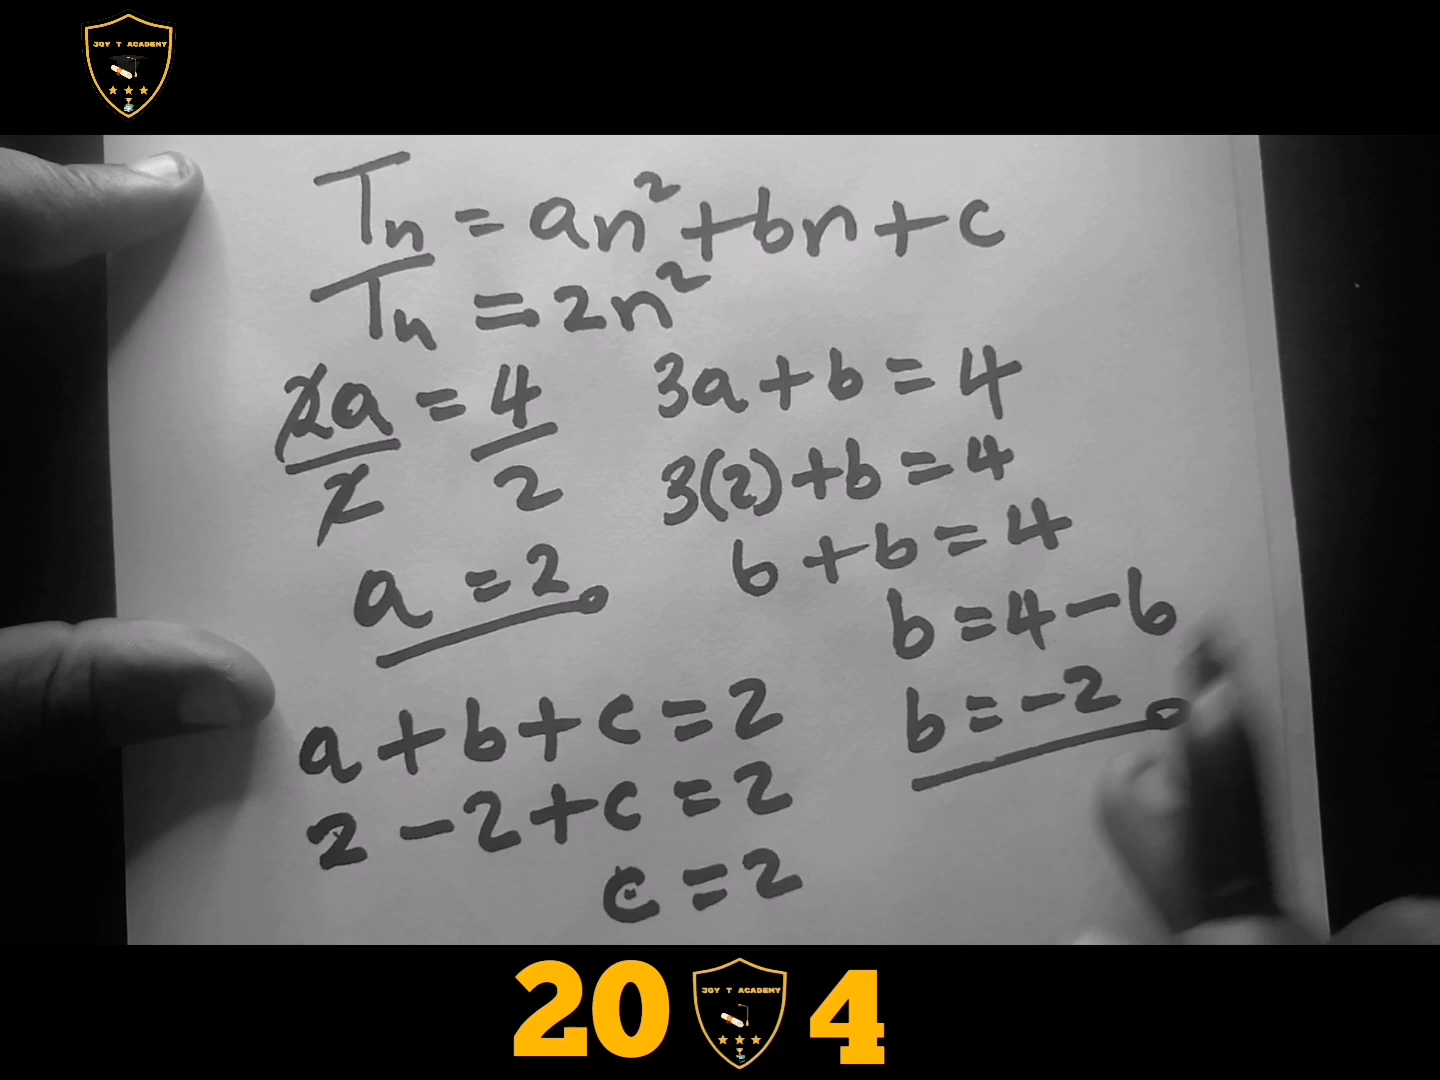 JOY T ACADEMY
Tn = an² + bn + c
Tn = 2n²
2a/2 = 4/2
a = 2
3a + b = 4
3(2) + b = 4
6 + b = 4
b = 4 - 6
b = -2
a + b + c = 2
2 - 2 + c = 2
c = 2
20 JOY T ACADEMY 4